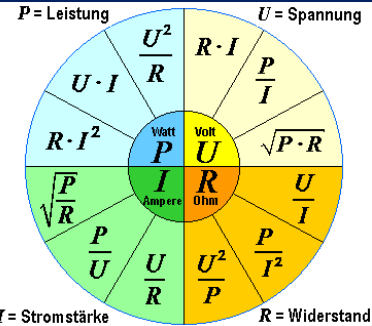 P = Leistung
U = Spannung
U²/R
R · I
U · I
P/I
R · I²
√P · R
Watt
P
Volt
U
I
Ampere
R
Ohm
√P/R
U/I
P/U
P/I²
U/R
U²/P
I = Stromstärke
R = Widerstand